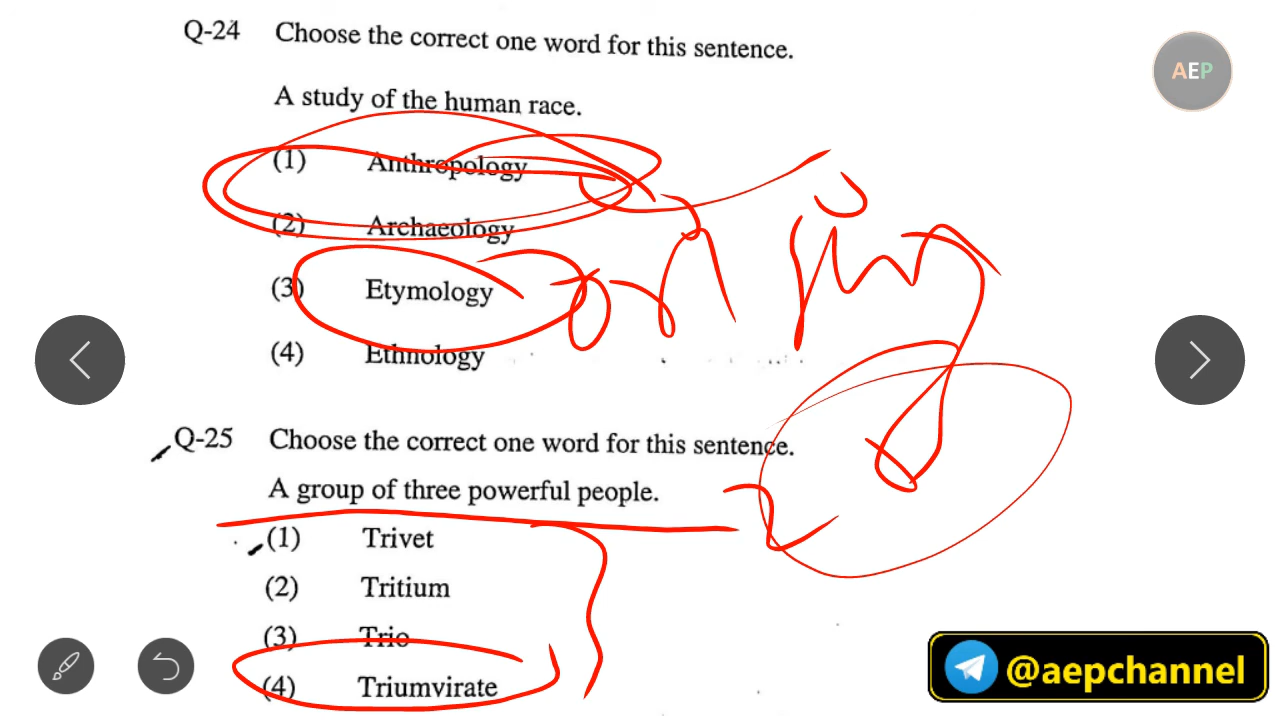 Q-24 Choose the correct one word for this sentence.
AEP
A study of the human race.
(1) Anthropology
(2) Archaeology
(3) Etymology
(4) Ethnology
Q-25 Choose the correct one word for this sentence.
A group of three powerful people.
(1) Trivet
(2) Tritium
(3) Trio
(4) Triumvirate
@aepchannel